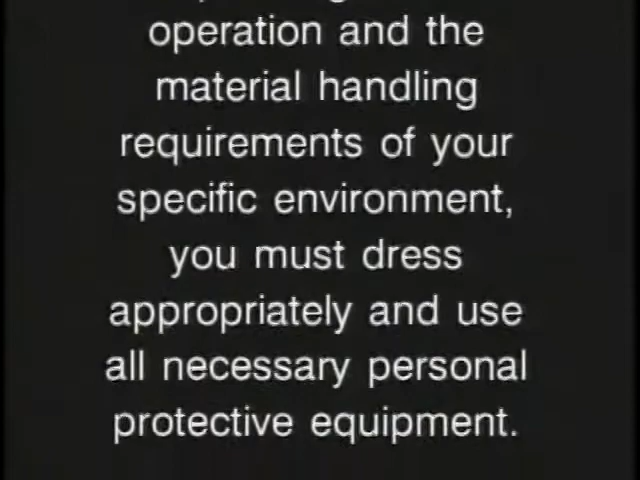 operation and the
material handling
requirements of your
specific environment,
you must dress
appropriately and use
all necessary personal
protective equipment.